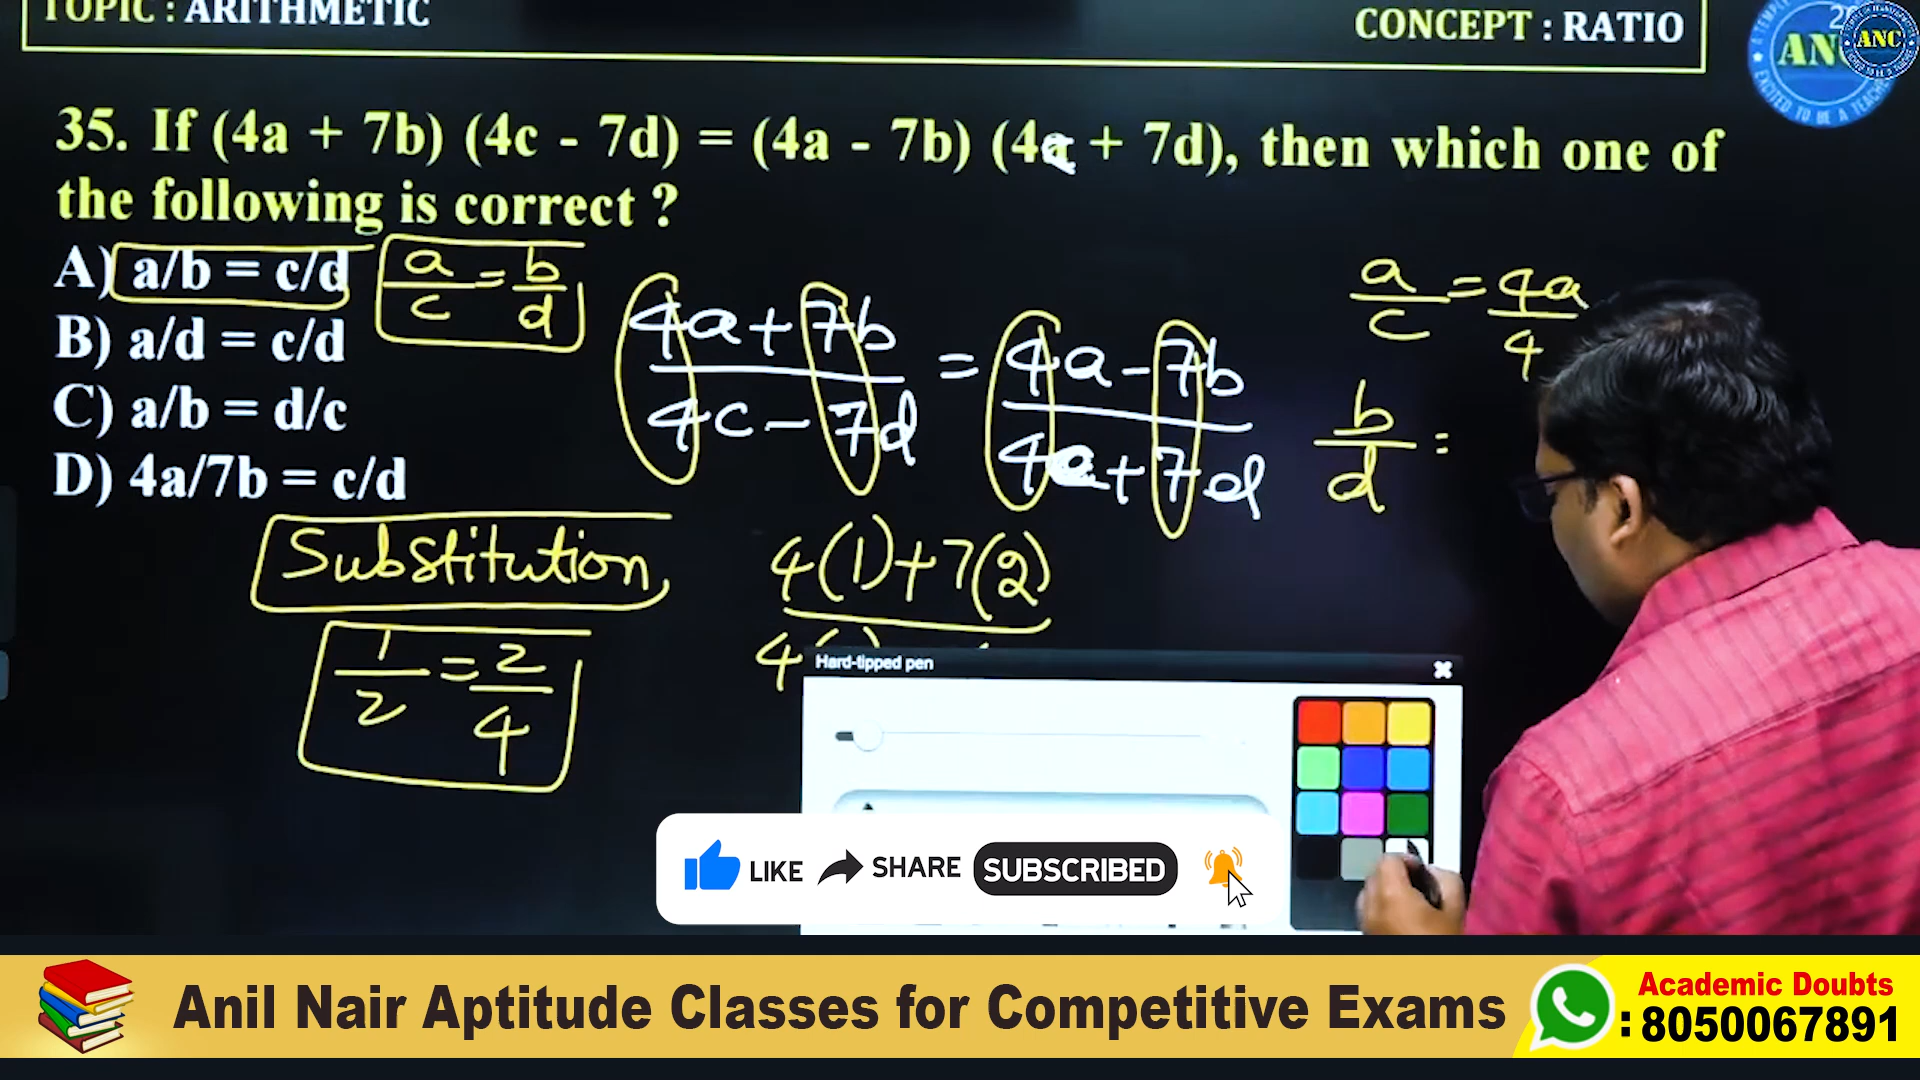 TOPIC : ARITHMETIC
CONCEPT : RATIO
ANC
35. If (4a + 7b) (4c - 7d) = (4a - 7b) (4c + 7d), then which one of
the following is correct ?
A) a/b = c/d
B) a/d = c/d
C) a/b = d/c
D) 4a/7b = c/d
a/c = b/d
4a+7b / 4c-7d = 4a-7b / 4c+7d
a/c = 4a/4
b/d =
Substitution,
1/2 = 2/4
4(1)+7(2)
4
Hard-tipped pen
LIKE SHARE SUBSCRIBED
Anil Nair Aptitude Classes for Competitive Exams
Academic Doubts
: 8050067891